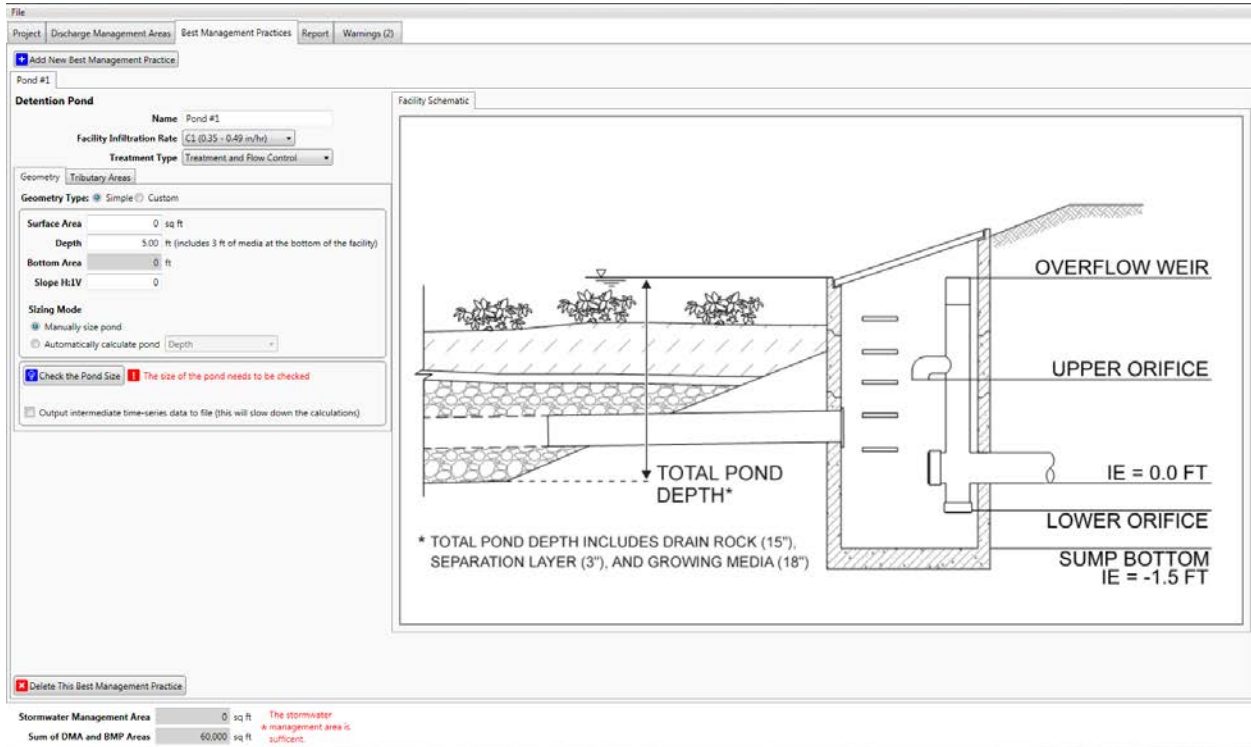 File
Project Discharge Management Areas Best Management Practices Report Warnings (2)
Add New Best Management Practice
Pond #1
Detention Pond
Name Pond #1
Facility Infiltration Rate C1 (0.35 - 0.49 in/hr)
Treatment Type Treatment and Flow Control
Geometry Tributary Areas
Geometry Type: Simple Custom
Surface Area 0 sq ft
Depth 5.00 ft (includes 3 ft of media at the bottom of the facility)
Bottom Area 0 ft
Slope H:1V 0
Sizing Mode
Manually size pond
Automatically calculate pond Depth
Check the Pond Size ! The size of the pond needs to be checked
Output intermediate time-series data to file (this will slow down the calculations)
Facility Schematic
OVERFLOW WEIR
UPPER ORIFICE
IE = 0.0 FT
LOWER ORIFICE
SUMP BOTTOM
IE = -1.5 FT
TOTAL POND
DEPTH*
* TOTAL POND DEPTH INCLUDES DRAIN ROCK (15"),
SEPARATION LAYER (3"), AND GROWING MEDIA (18")
Delete This Best Management Practice
Stormwater Management Area 0 sq ft
Sum of DMA and BMP Areas 60,000 sq ft
The stormwater
* management area is
sufficent.